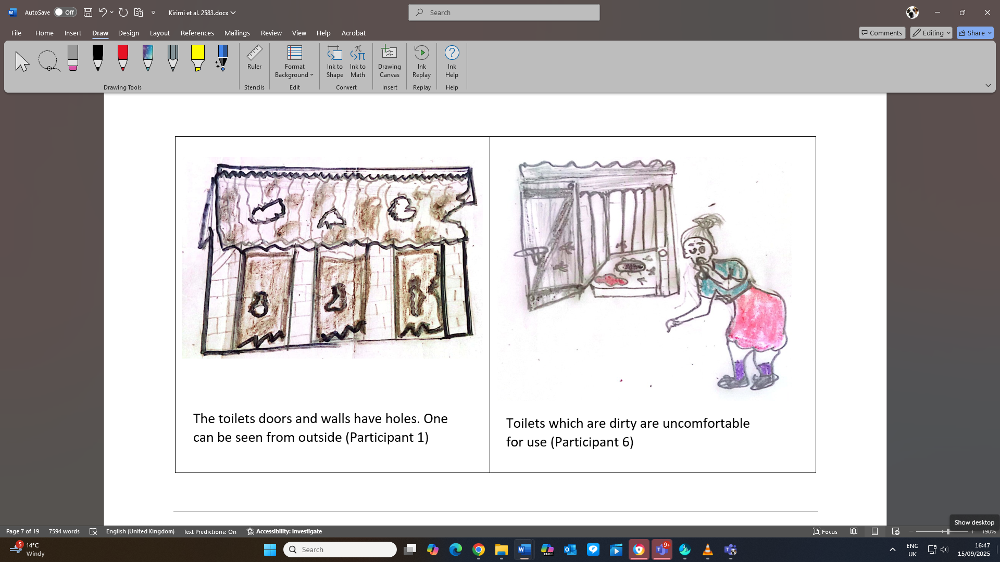 AutoSave Off Kirimi et al. 2583.docx Search
File Home Insert Draw Design Layout References Mailings Review View Help Acrobat Comments Editing Share
Ruler Format Background Ink to Shape Ink to Math Drawing Canvas Ink Replay Ink Help
Drawing Tools Stencils Edit Convert Insert Replay Help
The toilets doors and walls have holes. One
can be seen from outside (Participant 1)
Toilets which are dirty are uncomfortable
for use (Participant 6)
Show desktop
Page 7 of 19 7594 words English (United Kingdom) Text Predictions: On Accessibility: Investigate Focus 190%
5 14°C Search M365 9+ ENG 16:47
Windy UK 15/09/2025